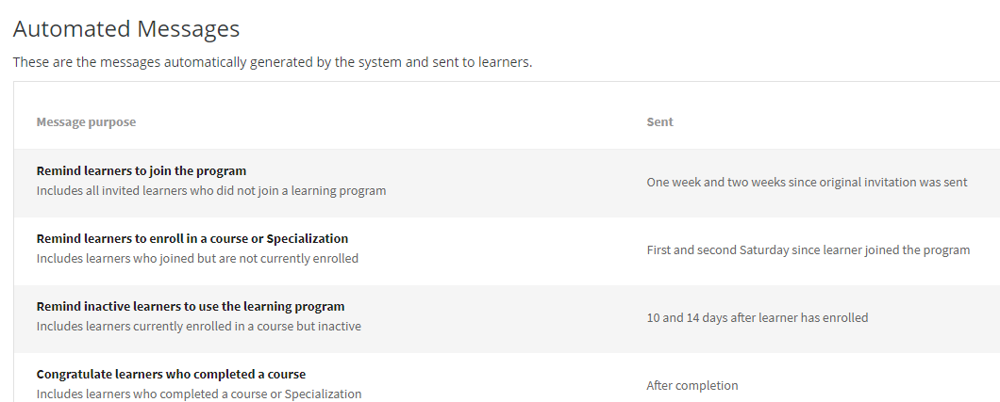 Automated Messages
These are the messages automatically generated by the system and sent to learners.
Message purpose
Sent
Remind learners to join the program
Includes all invited learners who did not join a learning program
One week and two weeks since original invitation was sent
Remind learners to enroll in a course or Specialization
Includes learners who joined but are not currently enrolled
First and second Saturday since learner joined the program
Remind inactive learners to use the learning program
Includes learners currently enrolled in a course but inactive
10 and 14 days after learner has enrolled
Congratulate learners who completed a course
Includes learners who completed a course or Specialization
After completion